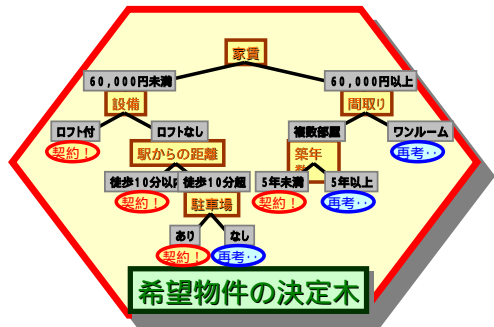 家賃
60,000円未満
60,000円以上
設備
間取り
ロフト付
ロフトなし
複数部屋
ワンルーム
契約！
駅からの距離
築年
数
再考‥
徒歩10分以内
徒歩10分超
5年未満
5年以上
契約！
駐車場
契約！
再考‥
あり
なし
契約！
再考‥
希望物件の決定木